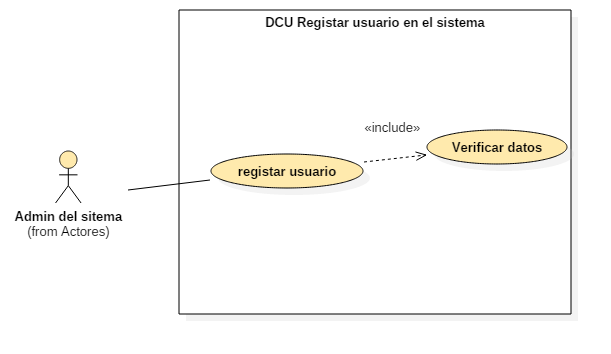 DCU Registar usuario en el sistema
«include»
Verificar datos
registar usuario
Admin del sitema
(from Actores)